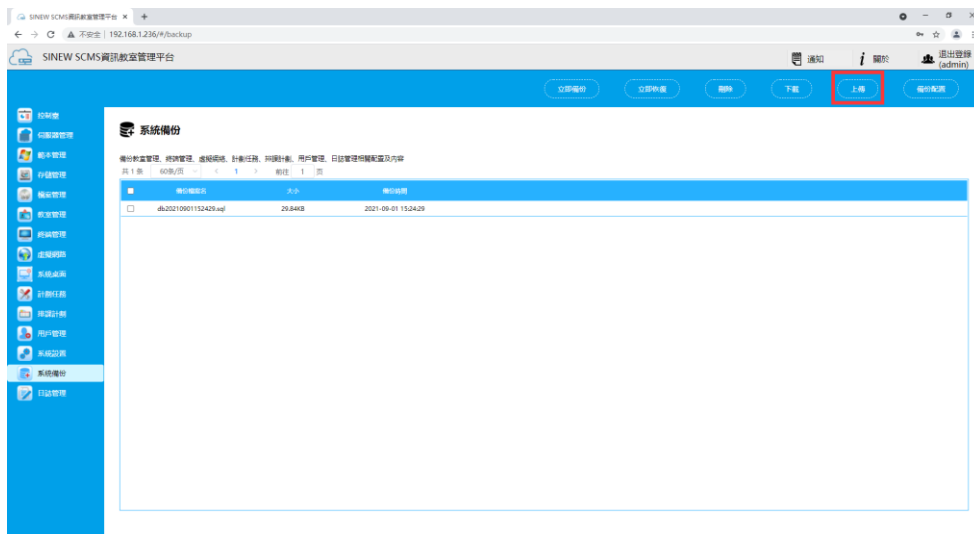 SINEW SCMS資訊教室管理平台
不安全 | 192.168.1.236/#/backup
SINEW SCMS資訊教室管理平台
通知
關於
退出登錄
(admin)
立即備份
立即恢復
刪除
下載
上傳
備份配置
控制臺
伺服器管理
範本管理
存儲管理
檔案管理
教室管理
終端管理
虛擬網路
系統桌面
計劃任務
排課計劃
用戶管理
系統設置
系統備份
日誌管理
系統備份
備份教室管理、終端管理、虛擬網絡、計劃任務、排課計劃、用戶管理、日誌管理相關配置及內容
共 1 条 60条/页 < 1 > 前往 1 页
備份檔案名 大小 備份時間
db20210901152429.sql 29.84KB 2021-09-01 15:24:29